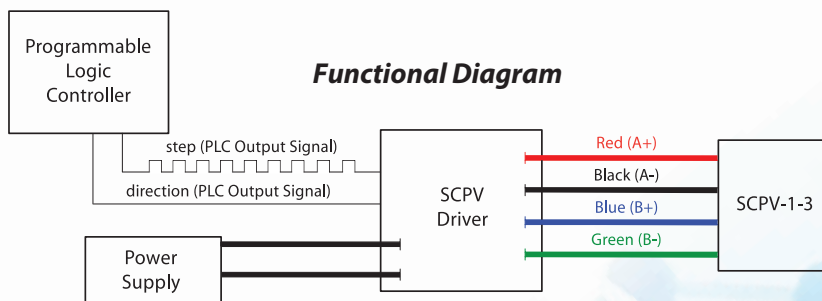 Programmable
Logic
Controller
Functional Diagram
step (PLC Output Signal)
direction (PLC Output Signal)
SCPV
Driver
Red (A+)
Black (A-)
Blue (B+)
Green (B-)
SCPV-1-3
Power
Supply